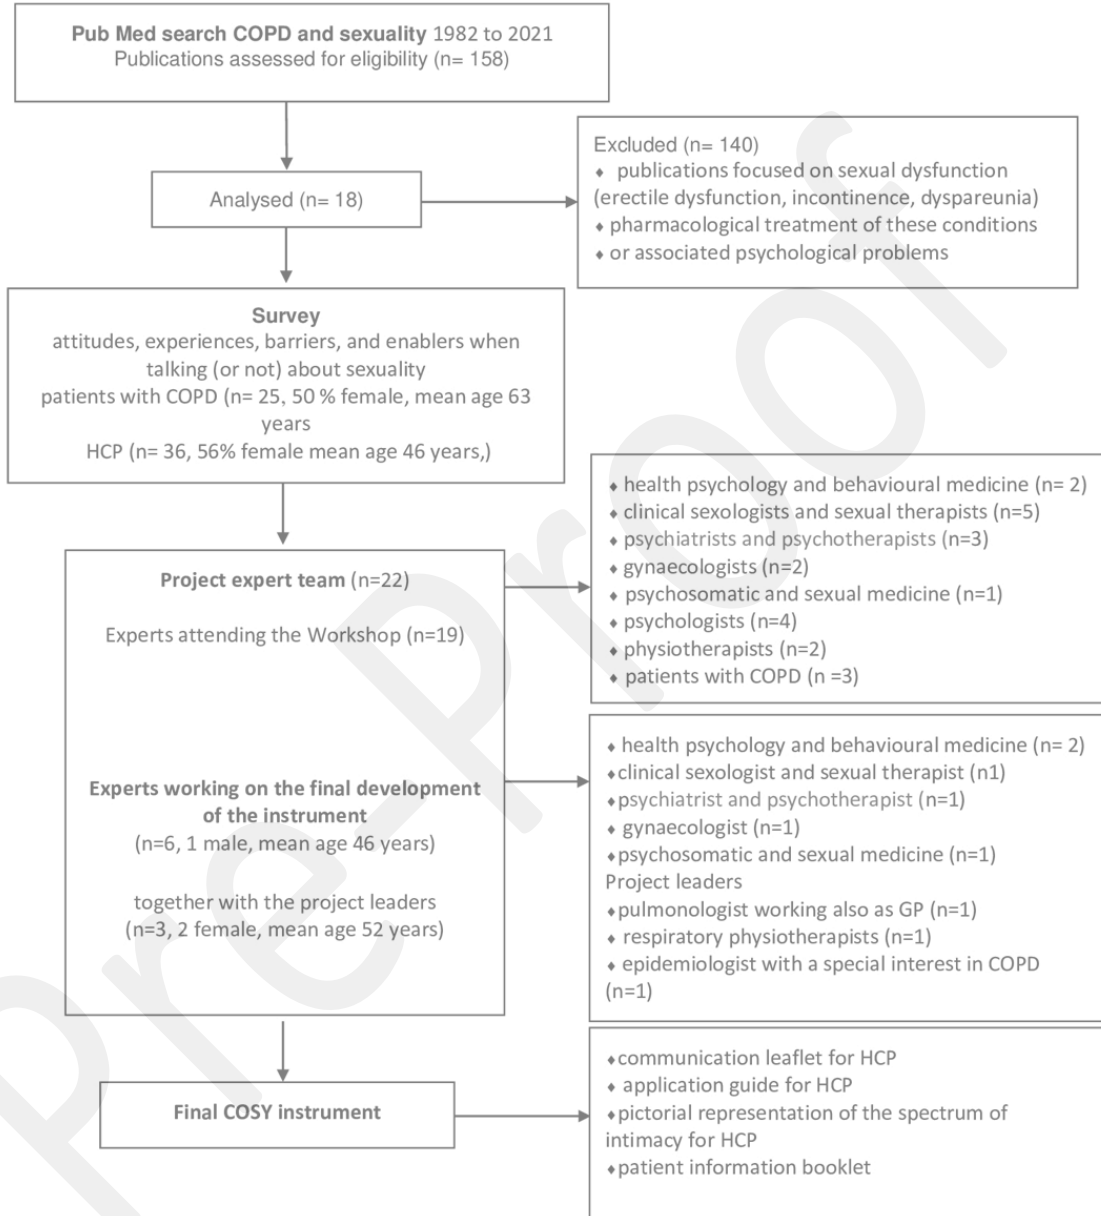 Pub Med search COPD and sexuality 1982 to 2021
Publications assessed for eligibility (n= 158)
Analysed (n= 18)
Excluded (n= 140)
♦ publications focused on sexual dysfunction
(erectile dysfunction, incontinence, dyspareunia)
♦ pharmacological treatment of these conditions
♦ or associated psychological problems
Survey
attitudes, experiences, barriers, and enablers when
talking (or not) about sexuality
patients with COPD (n= 25, 50 % female, mean age 63
years
HCP (n= 36, 56% female mean age 46 years,)
Project expert team (n=22)
Experts attending the Workshop (n=19)
♦ health psychology and behavioural medicine (n= 2)
♦ clinical sexologists and sexual therapists (n=5)
♦ psychiatrists and psychotherapists (n=3)
♦ gynaecologists (n=2)
♦ psychosomatic and sexual medicine (n=1)
♦ psychologists (n=4)
♦ physiotherapists (n=2)
♦ patients with COPD (n =3)
Experts working on the final development
of the instrument
(n=6, 1 male, mean age 46 years)
together with the project leaders
(n=3, 2 female, mean age 52 years)
♦ health psychology and behavioural medicine (n= 2)
♦clinical sexologist and sexual therapist (n1)
♦psychiatrist and psychotherapist (n=1)
♦ gynaecologist (n=1)
♦psychosomatic and sexual medicine (n=1)
Project leaders
♦pulmonologist working also as GP (n=1)
♦ respiratory physiotherapists (n=1)
♦ epidemiologist with a special interest in COPD
(n=1)
Final COSY instrument
♦communication leaflet for HCP
♦ application guide for HCP
♦pictorial representation of the spectrum of
intimacy for HCP
♦patient information booklet
Pre-Proof